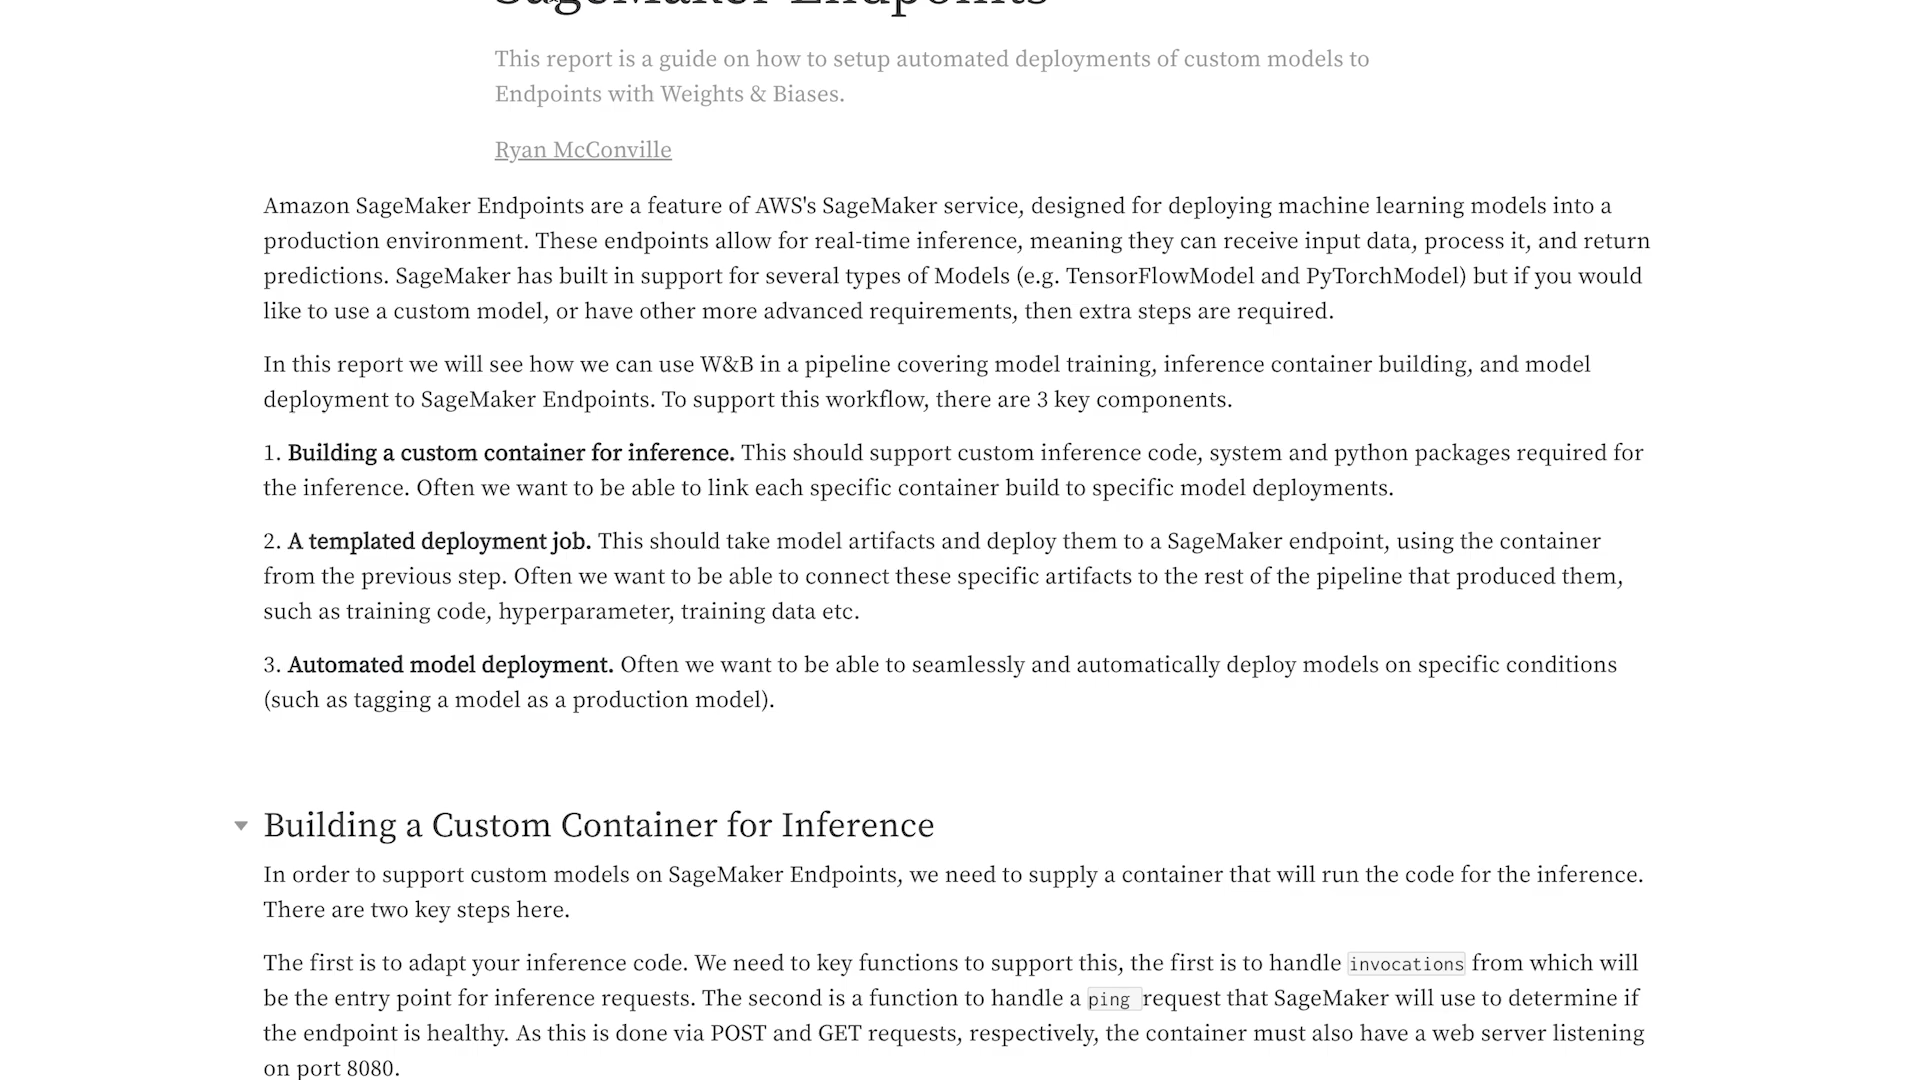 SageMaker Endpoints
This report is a guide on how to setup automated deployments of custom models to
Endpoints with Weights & Biases.
Ryan McConville
Amazon SageMaker Endpoints are a feature of AWS's SageMaker service, designed for deploying machine learning models into a
production environment. These endpoints allow for real-time inference, meaning they can receive input data, process it, and return
predictions. SageMaker has built in support for several types of Models (e.g. TensorFlowModel and PyTorchModel) but if you would
like to use a custom model, or have other more advanced requirements, then extra steps are required.
In this report we will see how we can use W&B in a pipeline covering model training, inference container building, and model
deployment to SageMaker Endpoints. To support this workflow, there are 3 key components.
1. Building a custom container for inference. This should support custom inference code, system and python packages required for
the inference. Often we want to be able to link each specific container build to specific model deployments.
2. A templated deployment job. This should take model artifacts and deploy them to a SageMaker endpoint, using the container
from the previous step. Often we want to be able to connect these specific artifacts to the rest of the pipeline that produced them,
such as training code, hyperparameter, training data etc.
3. Automated model deployment. Often we want to be able to seamlessly and automatically deploy models on specific conditions
(such as tagging a model as a production model).
Building a Custom Container for Inference
In order to support custom models on SageMaker Endpoints, we need to supply a container that will run the code for the inference.
There are two key steps here.
The first is to adapt your inference code. We need to key functions to support this, the first is to handle invocations from which will
be the entry point for inference requests. The second is a function to handle a ping request that SageMaker will use to determine if
the endpoint is healthy. As this is done via POST and GET requests, respectively, the container must also have a web server listening
on port 8080.